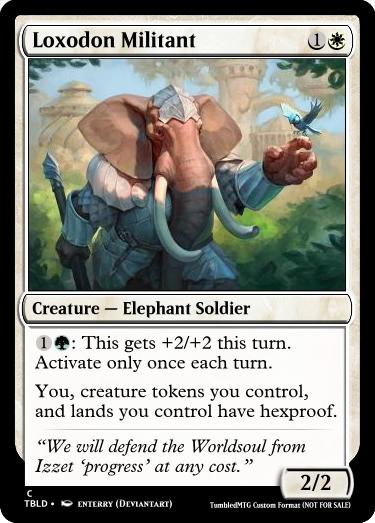 Loxodon Militant 1
Creature — Elephant Soldier
1: This gets +2/+2 this turn.
Activate only once each turn.
You, creature tokens you control,
and lands you control have hexproof.
“We will defend the Worldsoul from
Izzet ‘progress’ at any cost.”
2/2
C
TBLD • ENTERRY (DEVIANTART)
TumbledMTG Custom Format (NOT FOR SALE)